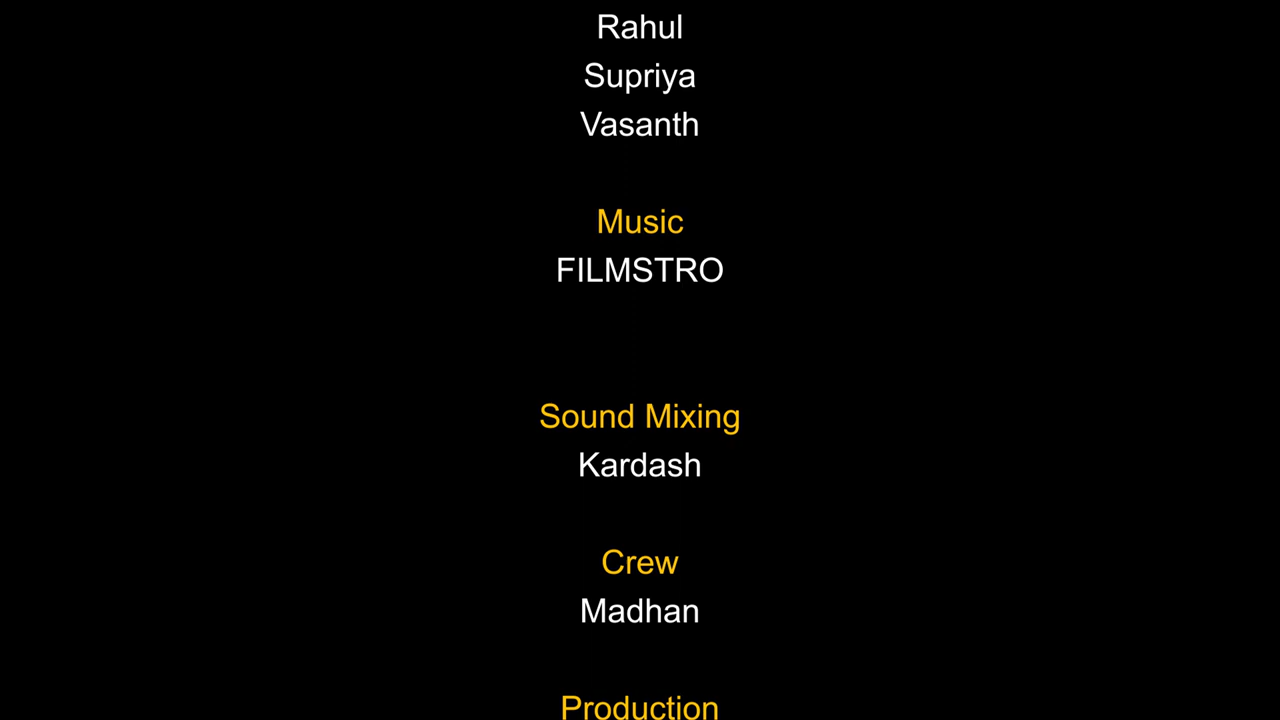 Rahul
Supriya
Vasanth
Music
FILMSTRO
Sound Mixing
Kardash
Crew
Madhan
Production